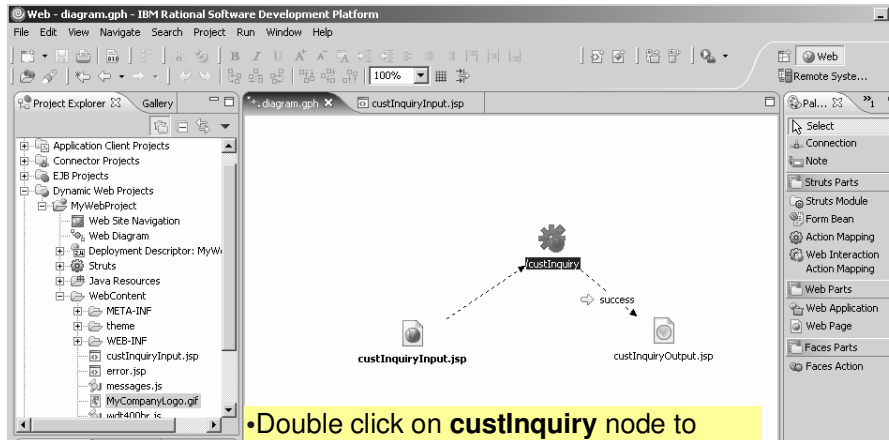 Web - diagram.gph - IBM Rational Software Development Platform
File Edit View Navigate Search Project Run Window Help
100%
Web
Remote Syste...
Project Explorer
Gallery
*diagram.gph
custInquiryInput.jsp
Pal...
»1
Application Client Projects
Connector Projects
EJB Projects
Dynamic Web Projects
MyWebProject
Web Site Navigation
Web Diagram
Deployment Descriptor: MyW
Struts
Java Resources
WebContent
META-INF
theme
WEB-INF
custInquiryInput.jsp
error.jsp
messages.js
MyCompanyLogo.gif
wdt400hr.js
/custInquiry
success
custInquiryInput.jsp
custInquiryOutput.jsp
Select
Connection
Note
Struts Parts
Struts Module
Form Bean
Action Mapping
Web Interaction
Action Mapping
Web Parts
Web Application
Web Page
Faces Parts
Faces Action
•Double click on custInquiry node to